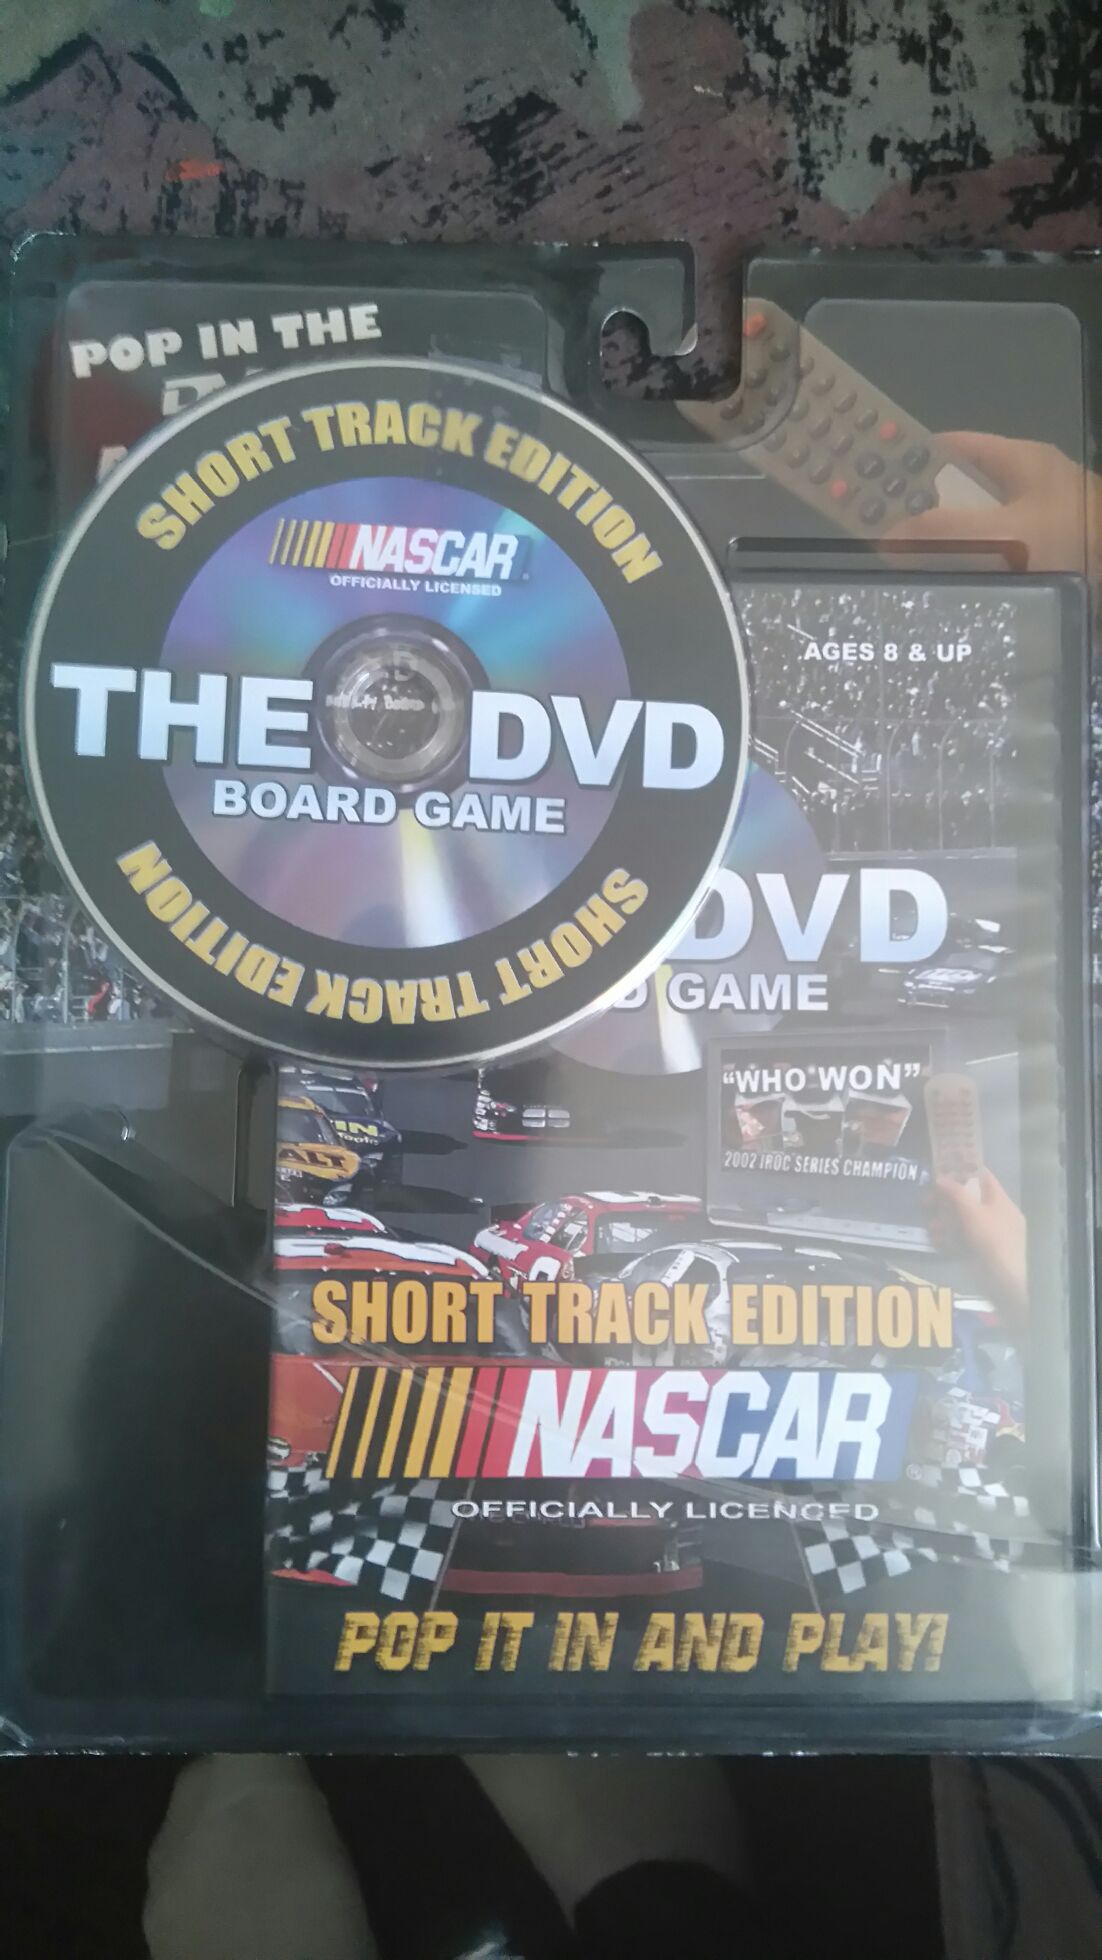 POP IN THE
SHORT TRACK EDITION
NASCAR
OFFICIALLY LICENSED
THE DVD
BOARD GAME
SHORT TRACK EDITION
AGES 8 & UP
DVD
GAME
"WHO WON"
2002 IROC SERIES CHAMPION
SHORT TRACK EDITION
NASCAR
OFFICIALLY LICENCED
POP IT IN AND PLAY!